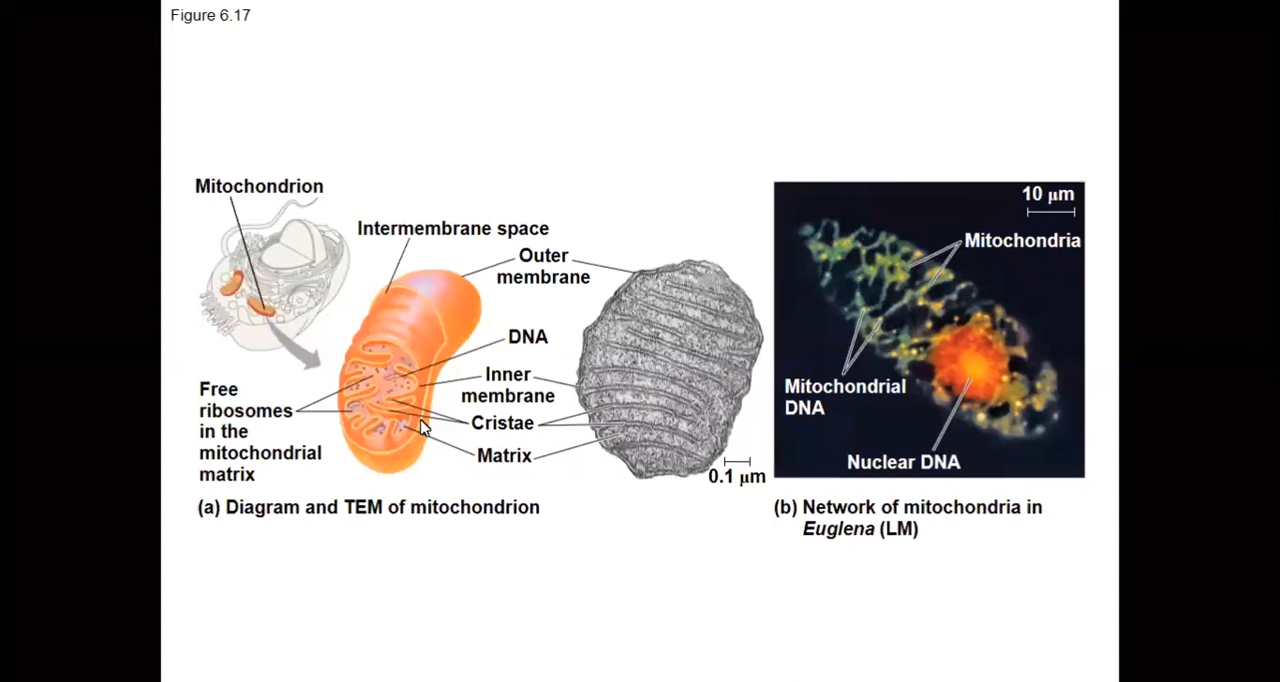 Figure 6.17
Mitochondrion
Intermembrane space
Outer
membrane
DNA
Inner
membrane
Cristae
Matrix
Free
ribosomes
in the
mitochondrial
matrix
0.1 μm
(a) Diagram and TEM of mitochondrion
10 μm
Mitochondria
Mitochondrial
DNA
Nuclear DNA
(b) Network of mitochondria in
Euglena (LM)